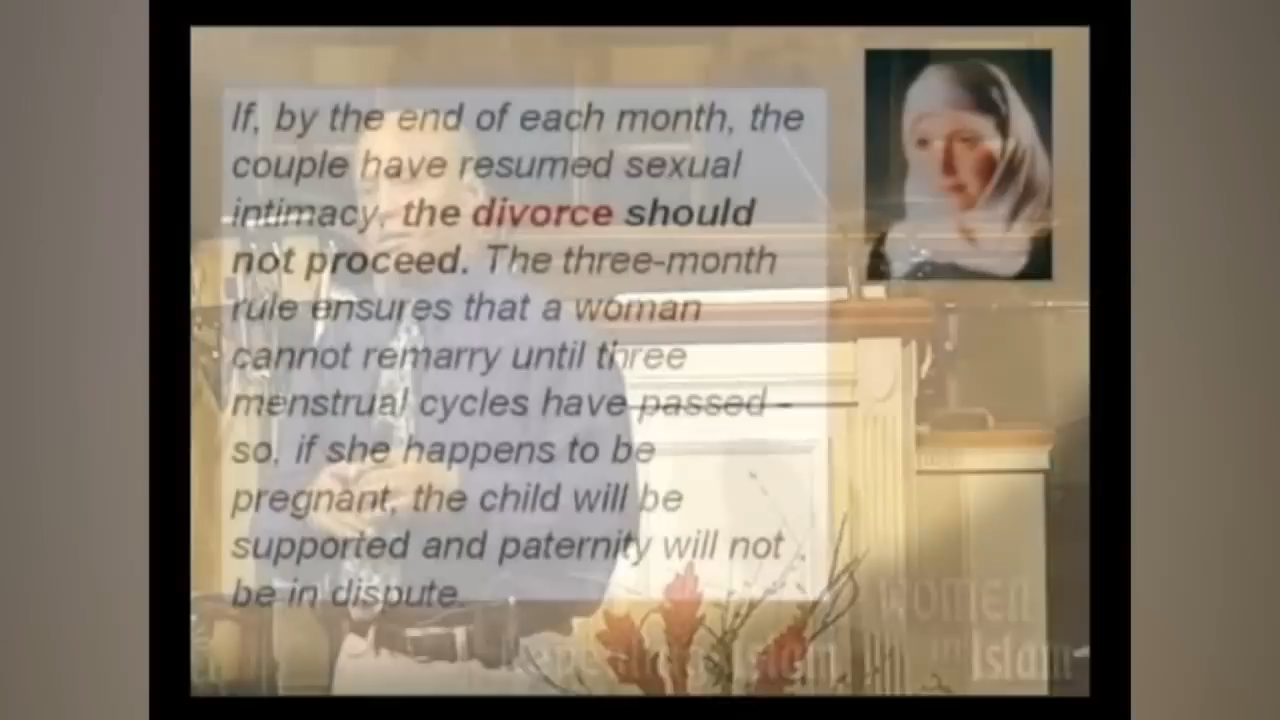 If, by the end of each month, the
couple have resumed sexual
intimacy, the divorce should
not proceed. The three-month
rule ensures that a woman
cannot remarry until three
menstrual cycles have passed -
so, if she happens to be
pregnant, the child will be
supported and paternity will not
be in dispute.
women
in Islam
Islam